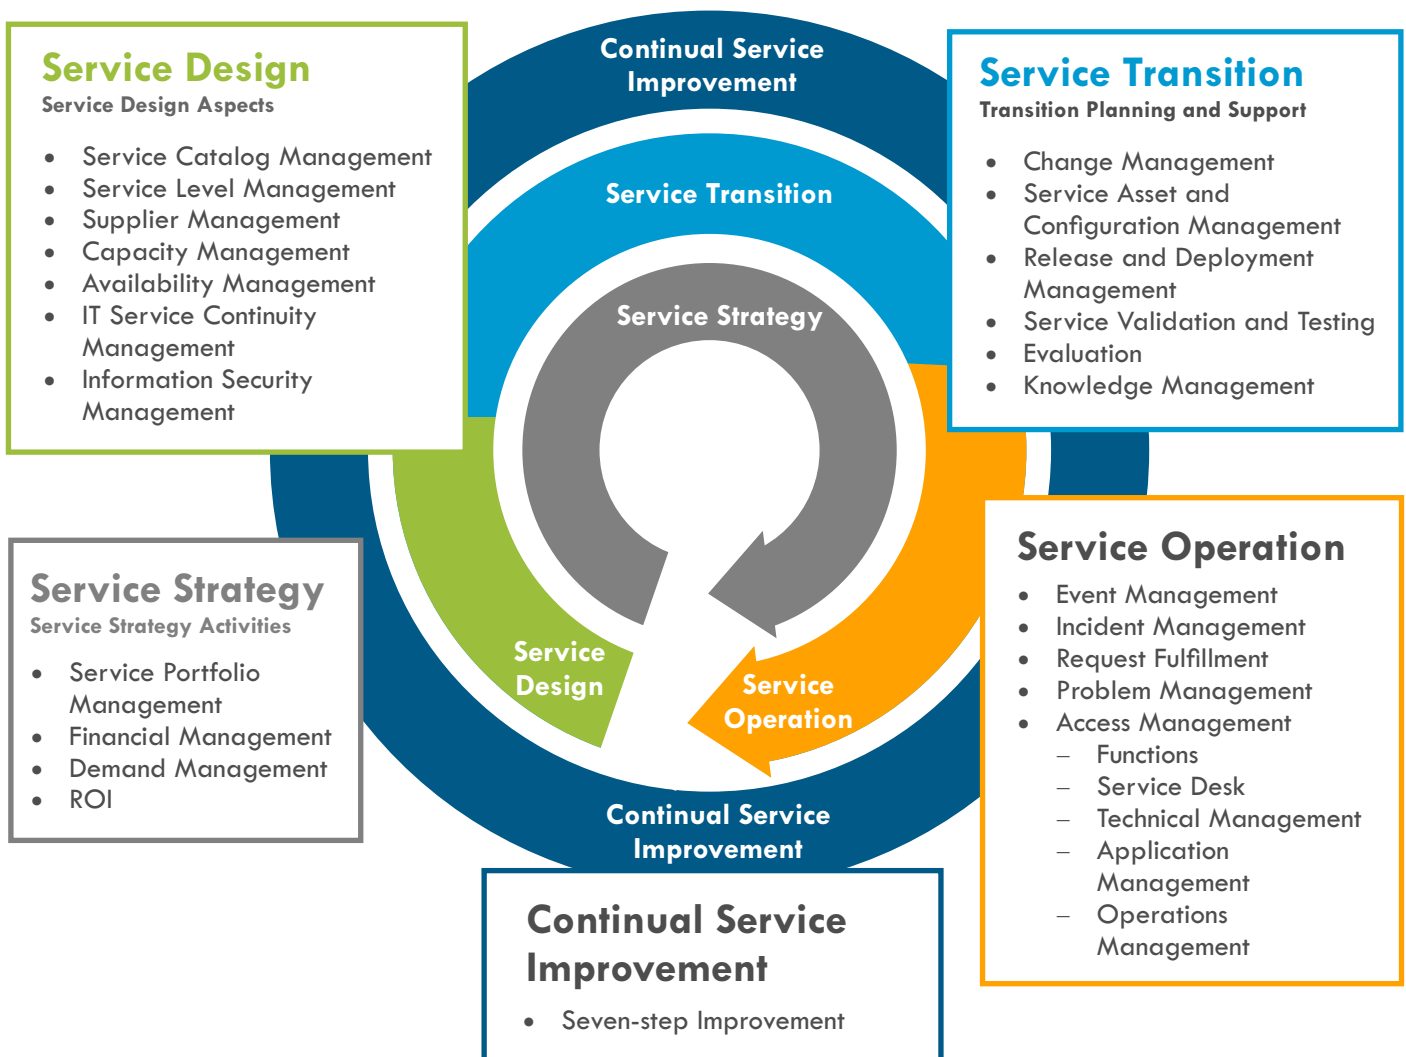 Service Design
Service Design Aspects
• Service Catalog Management
• Service Level Management
• Supplier Management
• Capacity Management
• Availability Management
• IT Service Continuity
Management
• Information Security
Management
Continual Service
Improvement
Service Transition
Service Strategy
Service
Design
Service
Operation
Continual Service
Improvement
Service Transition
Transition Planning and Support
• Change Management
• Service Asset and
Configuration Management
• Release and Deployment
Management
• Service Validation and Testing
• Evaluation
• Knowledge Management
Service Strategy
Service Strategy Activities
• Service Portfolio
Management
• Financial Management
• Demand Management
• ROI
Service Operation
• Event Management
• Incident Management
• Request Fulfillment
• Problem Management
• Access Management
– Functions
– Service Desk
– Technical Management
– Application
Management
– Operations
Management
Continual Service
Improvement
• Seven-step Improvement